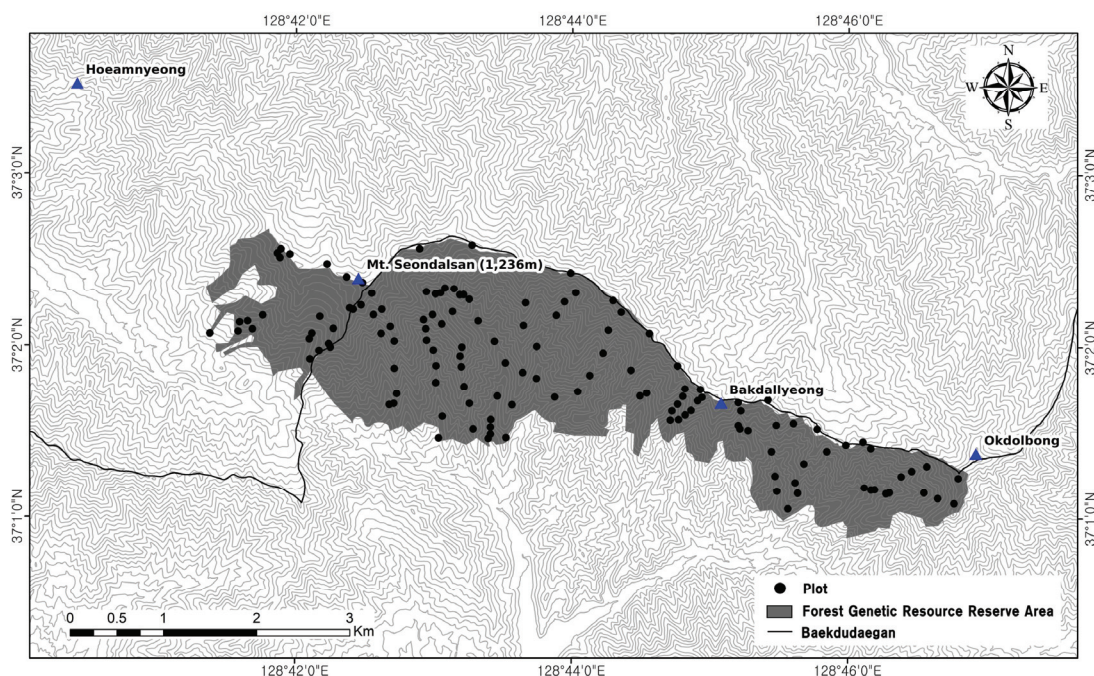 128°42'0"E 128°44'0"E 128°46'0"E
Hoeamnyeong
N
W E
S
37°3'0"N 37°3'0"N
Mt. Seondalsan (1,236m)
37°2'0"N 37°2'0"N
Bakdallyeong
Okdolbong
37°1'0"N 37°1'0"N
Plot
Forest Genetic Resource Reserve Area
Baekdudaegan
0 0.5 1 2 3
Km
128°42'0"E 128°44'0"E 128°46'0"E